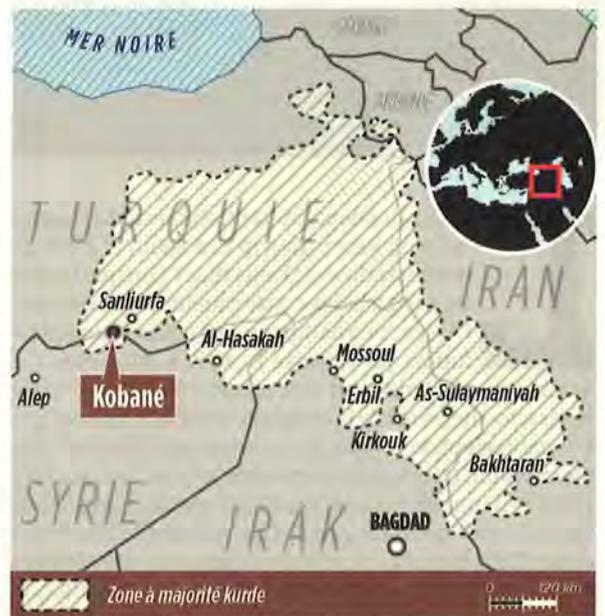 MER NOIRE
TURQUIE
IRAN
Sanliurfa
Al-Hasakah
Mossoul
Alep
Kobané
Erbil
As-Sulaymaniyah
Kirkouk
Bakhtaran
SYRIE
IRAK
BAGDAD
Zone à majorité kurde
0 120 km